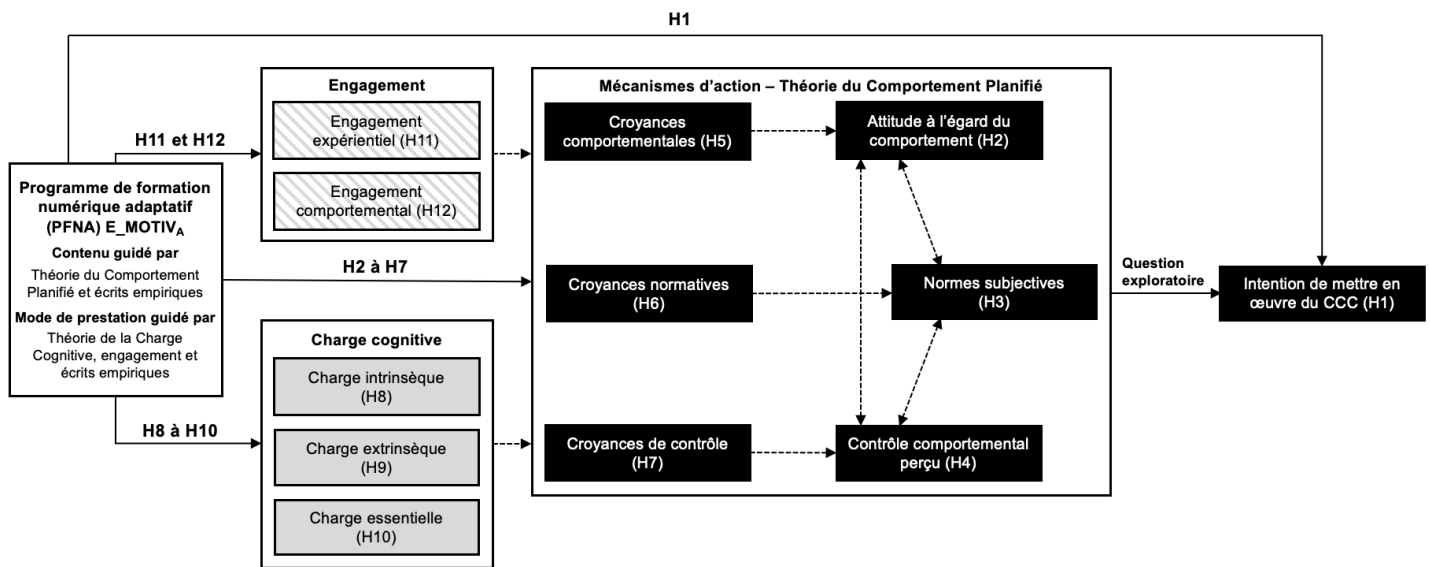 H1
H11 et H12
Programme de formation
numérique adaptatif
(PFNA) E_MOTIVA
Contenu guidé par
Théorie du Comportement
Planifié et écrits empiriques
Mode de prestation guidé par
Théorie de la Charge
Cognitive, engagement et
écrits empiriques
H8 à H10
Engagement
Engagement
expérientiel (H11)
Engagement
comportemental (H12)
H2 à H7
Charge cognitive
Charge intrinsèque
(H8)
Charge extrinsèque
(H9)
Charge essentielle
(H10)
Mécanismes d’action – Théorie du Comportement Planifié
Croyances
comportementales (H5)
Attitude à l’égard du
comportement (H2)
Croyances normatives
(H6)
Normes subjectives
(H3)
Croyances de contrôle
(H7)
Contrôle comportemental
perçu (H4)
Question
exploratoire
Intention de mettre en
œuvre du CCC (H1)